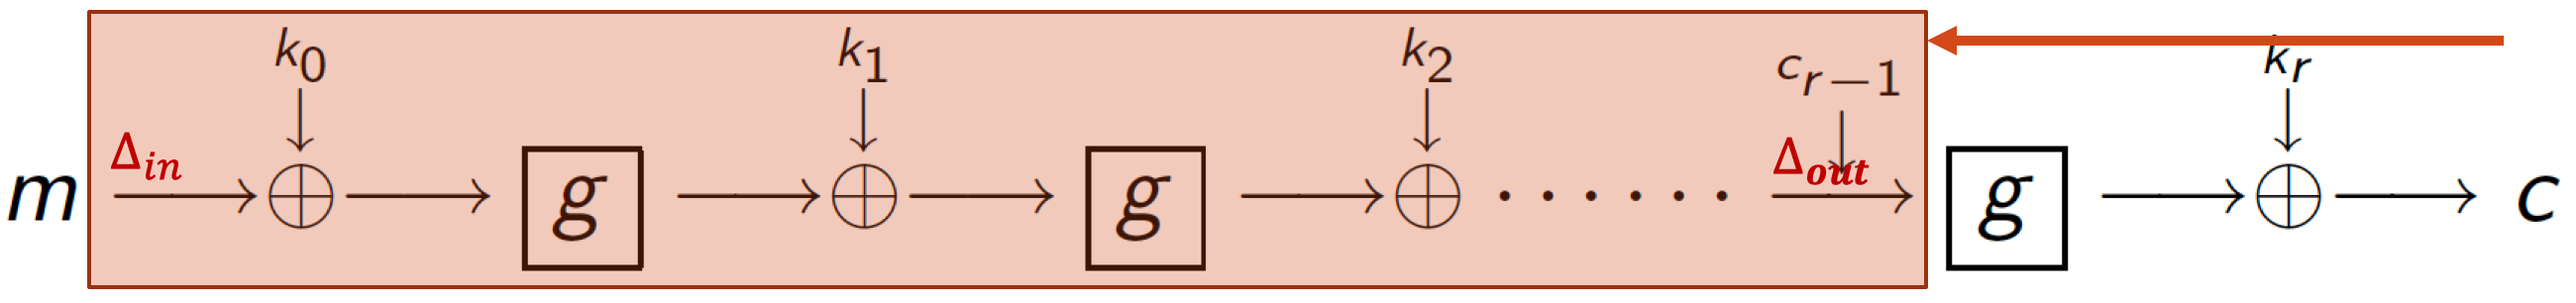 k₀ k₁ k₂ cᵣ₋₁ kᵣ
m Δᵢₙ ⊕ g ⊕ g ⊕ · · · · · · Δₒᵤₜ g ⊕ c